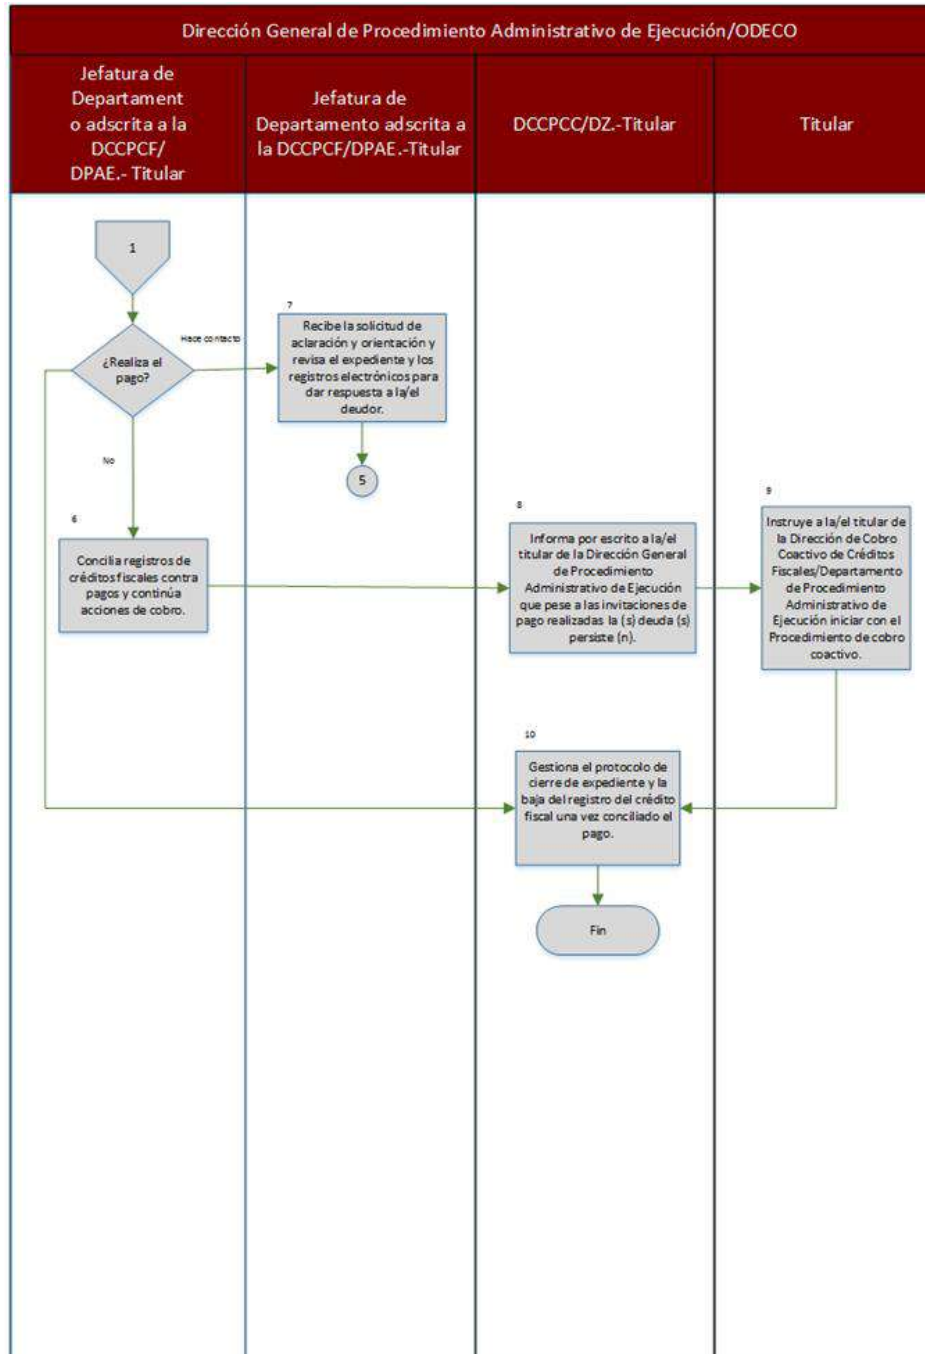 Dirección General de Procedimiento Administrativo de Ejecución/ODECO
Jefatura de
Departament
o adscrita a la
DCCPCF/
DPAE.- Titular
Jefatura de
Departamento adscrita a
la DCCPCF/DPAE.-Titular
DCCPCC/DZ.-Titular
Titular
1
¿Realiza el
pago?
Hace contacto
7
Recibe la solicitud de
aclaración y orientación y
revisa el expediente y los
registros electrónicos para
dar respuesta a la/el
deudor.
5
No
6
Concilia registros de
créditos fiscales contra
pagos y continúa
acciones de cobro.
8
Informa por escrito a la/el
titular de la Dirección General
de Procedimiento
Administrativo de Ejecución
que pese a las invitaciones de
pago realizadas la (s) deuda (s)
persiste (n).
9
Instruye a la/el titular de
la Dirección de Cobro
Coactivo de Créditos
Fiscales/Departamento
de Procedimiento
Administrativo de
Ejecución iniciar con el
Procedimiento de cobro
coactivo.
10
Gestiona el protocolo de
cierre de expediente y la
baja del registro del crédito
fiscal una vez conciliado el
pago.
Fin